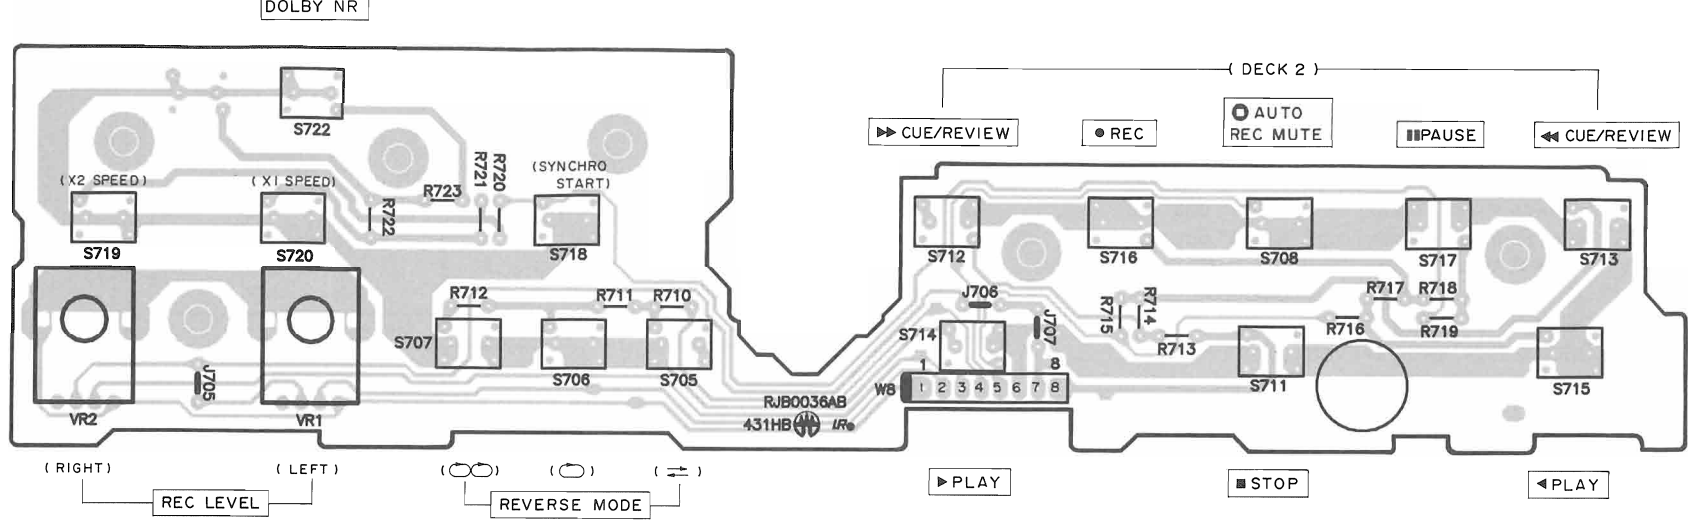 DOLBY NR
( DECK 2 )
▶▶ CUE/REVIEW
● REC
AUTO
REC MUTE
PAUSE
◀◀ CUE/REVIEW
S722
(X2 SPEED)
(X1 SPEED)
R723
R721
R720
(SYNCHRO
START)
R722
S719
S720
S718
S712
S716
S708
S717
S713
R712
R711
R710
J706
R717
R718
R715
R714
S707
S714
J707
R716
R719
R713
S706
S705
J705
S711
S715
1
8
W8
1 2 3 4 5 6 7 8
VR2
VR1
RJB0036AB
431HB
LR
(RIGHT)
(LEFT)
REC LEVEL
REVERSE MODE
▶ PLAY
■ STOP
◀ PLAY